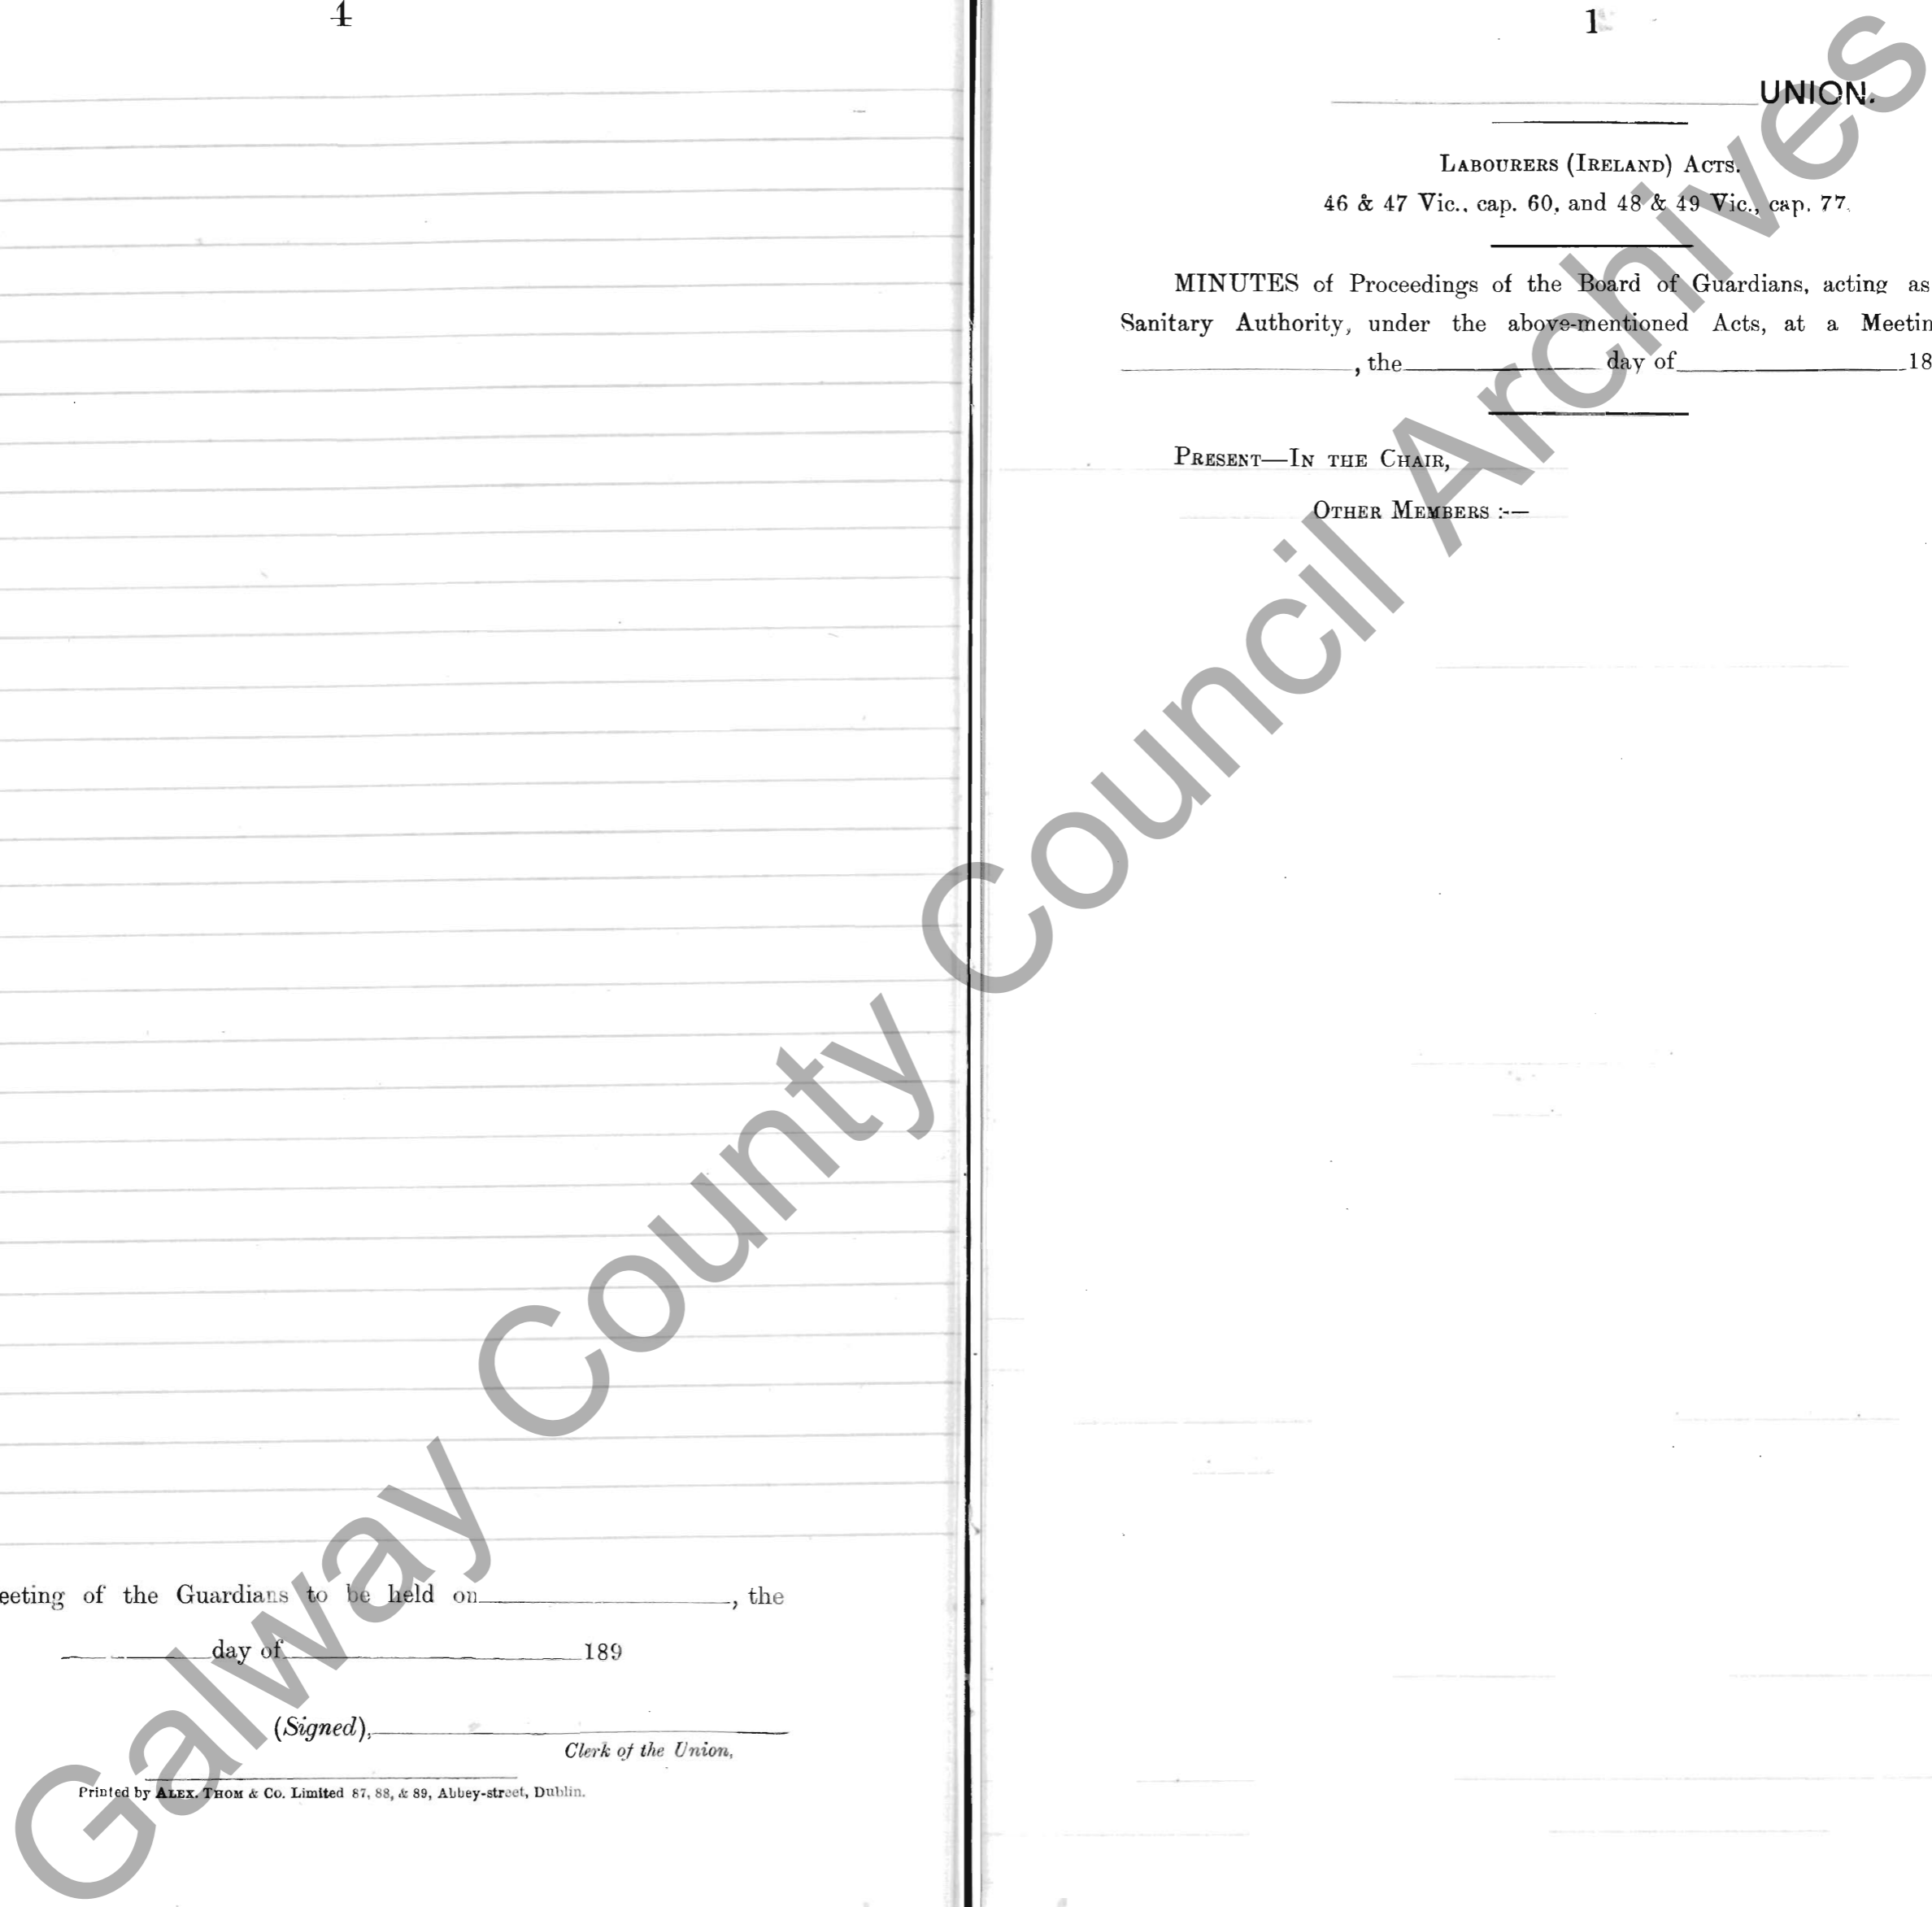 4
eeting of the Guardians to be held on , the
day of 189
(Signed),
Clerk of the Union,
Printed by ALEX. THOM & Co. Limited 87, 88, & 89, Abbey-street, Dublin.
1
UNION.
LABOURERS (IRELAND) ACTS.
46 & 47 Vic., cap. 60, and 48 & 49 Vic., cap. 77.
MINUTES of Proceedings of the Board of Guardians, acting as
Sanitary Authority, under the above-mentioned Acts, at a Meetin
, the day of 18
PRESENT—IN THE CHAIR,
OTHER MEMBERS :—
Galway County Council Archives